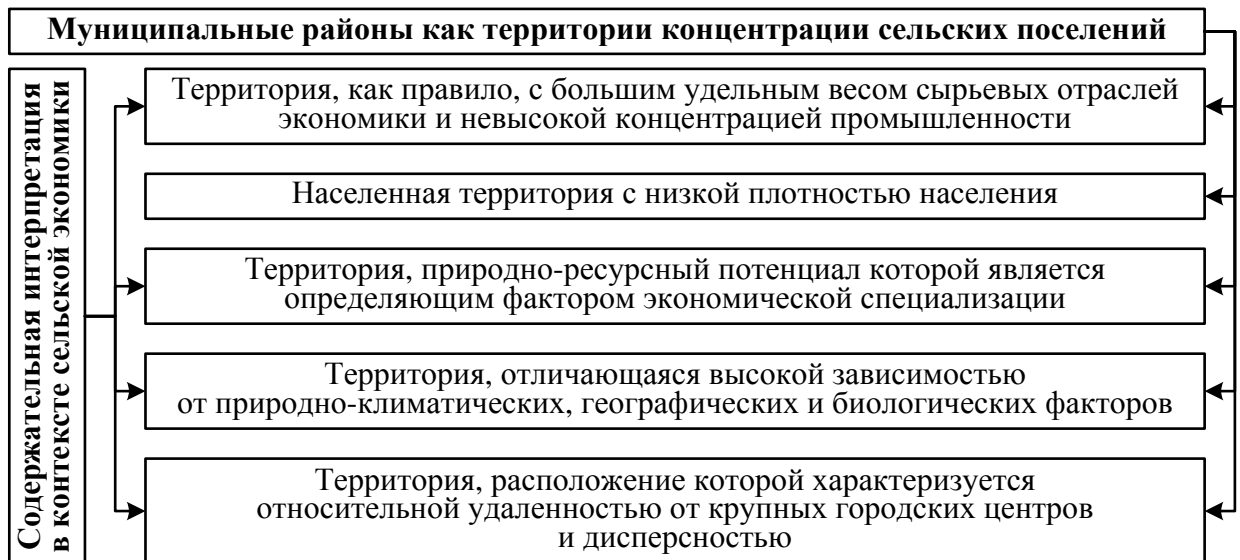 Муниципальные районы как территории концентрации сельских поселений
Содержательная интерпретация
в контексте сельской экономики
Территория, как правило, с большим удельным весом сырьевых отраслей
экономики и невысокой концентрацией промышленности
Населенная территория с низкой плотностью населения
Территория, природно-ресурсный потенциал которой является
определяющим фактором экономической специализации
Территория, отличающаяся высокой зависимостью
от природно-климатических, географических и биологических факторов
Территория, расположение которой характеризуется
относительной удаленностью от крупных городских центров
и дисперсностью